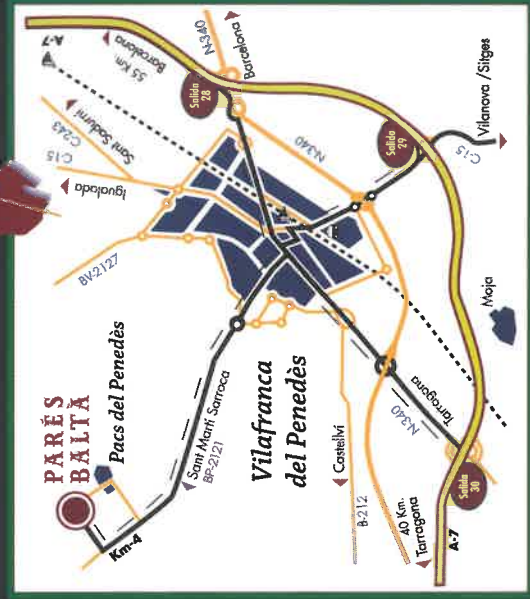 PARÉS
BALTÀ
Pacs del Penedès
Km-4
Sant Martí Sarroca
BP-2121
Vilafranca
del Penedès
BV-2127
Igualada
C-15
Sant Sadurní
C-243
A-7
55 Km.
Barcelona
N-340
Barcelona
Salida
28
N-340
Salida
29
C-15
Vilanova /Sitges
Moja
Castellví
B-212
40 Km.
Tarragona
A-7
N340
Tarragona
Salida
30